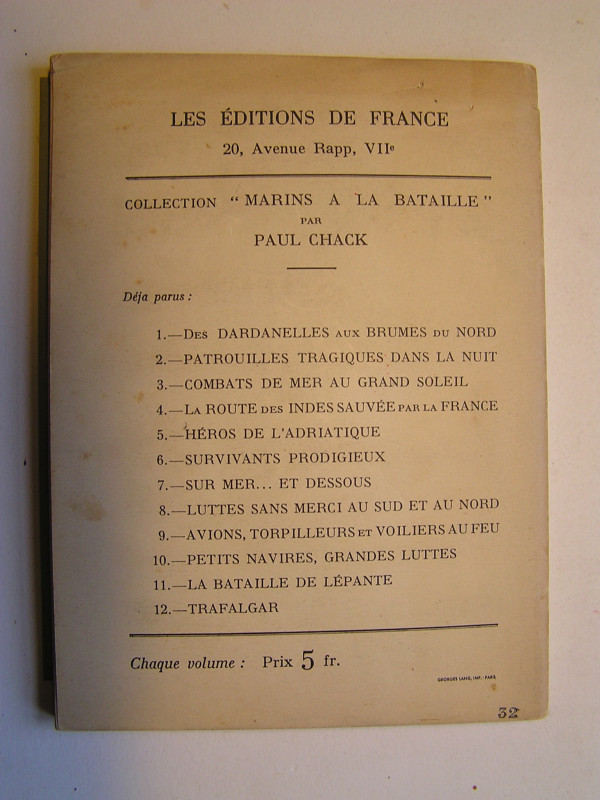 LES ÉDITIONS DE FRANCE
20, Avenue Rapp, VIIe
COLLECTION "MARINS A LA BATAILLE"
PAR
PAUL CHACK
Déja parus :
1.—DES DARDANELLES AUX BRUMES DU NORD
2.—PATROUILLES TRAGIQUES DANS LA NUIT
3.—COMBATS DE MER AU GRAND SOLEIL
4.—LA ROUTE DES INDES SAUVÉE PAR LA FRANCE
5.—HÉROS DE L'ADRIATIQUE
6.—SURVIVANTS PRODIGIEUX
7.—SUR MER... ET DESSOUS
8.—LUTTES SANS MERCI AU SUD ET AU NORD
9.—AVIONS, TORPILLEURS ET VOILIERS AU FEU
10.—PETITS NAVIRES, GRANDES LUTTES
11.—LA BATAILLE DE LÉPANTE
12.—TRAFALGAR
Chaque volume : Prix 5 fr.
GEORGES LANG, IMP. - PARIS
32